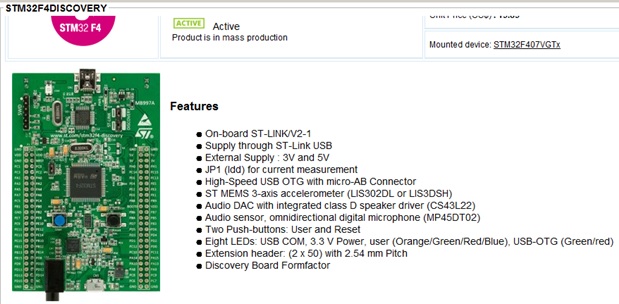 STM32F4DISCOVERY
STM32 F4
ACTIVE Active
Product is in mass production
Mounted device: STM32F407VGTx
MB997A
www.st.com/stm32f4-discovery
Features
On-board ST-LINK/V2-1
Supply through ST-Link USB
External Supply : 3V and 5V
JP1 (Idd) for current measurement
High-Speed USB OTG with micro-AB Connector
ST MEMS 3-axis accelerometer (LIS302DL or LIS3DSH)
Audio DAC with integrated class D speaker driver (CS43L22)
Audio sensor, omnidirectional digital microphone (MP45DT02)
Two Push-buttons: User and Reset
Eight LEDs: USB COM, 3.3 V Power, user (Orange/Green/Red/Blue), USB-OTG (Green/red)
Extension header: (2 x 50) with 2.54 mm Pitch
Discovery Board Formfactor